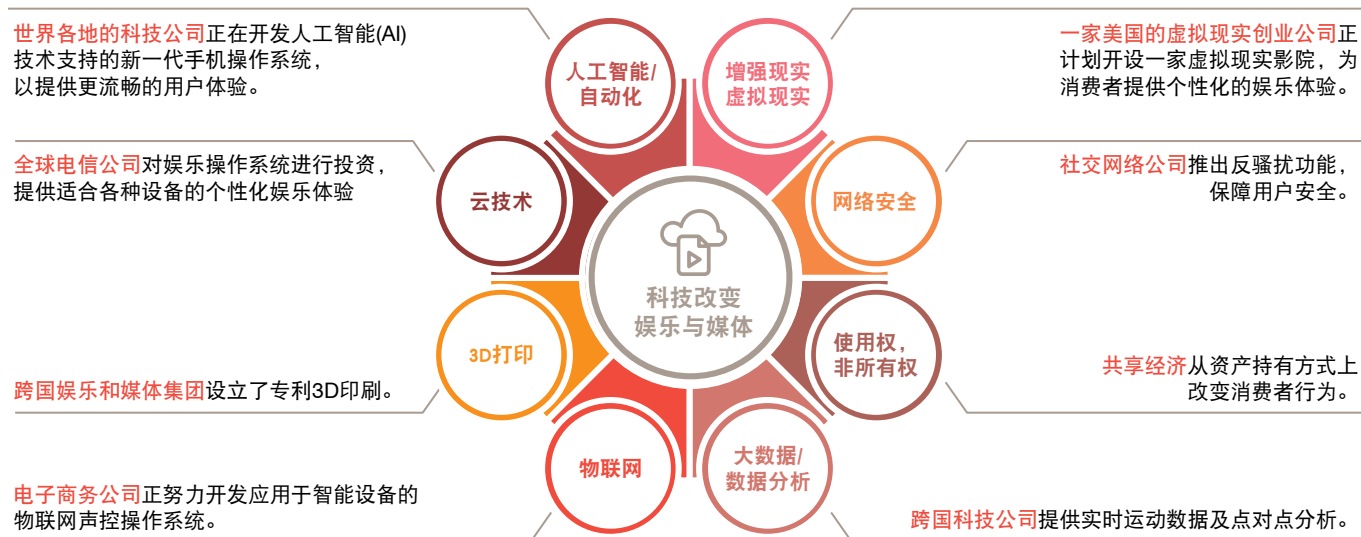 世界各地的科技公司正在开发人工智能(AI)
技术支持的新一代手机操作系统，
以提供更流畅的用户体验。
人工智能/
自动化
增强现实
虚拟现实
一家美国的虚拟现实创业公司正
计划开设一家虚拟现实影院，为
消费者提供个性化的娱乐体验。
全球电信公司对娱乐操作系统进行投资，
提供适合各种设备的个性化娱乐体验
云技术
网络安全
社交网络公司推出反骚扰功能，
保障用户安全。
科技改变
娱乐与媒体
跨国娱乐和媒体集团设立了专利3D印刷。
3D打印
使用权，
非所有权
共享经济从资产持有方式上
改变消费者行为。
电子商务公司正努力开发应用于智能设备的
物联网声控操作系统。
物联网
大数据/
数据分析
跨国科技公司提供实时运动数据及点对点分析。